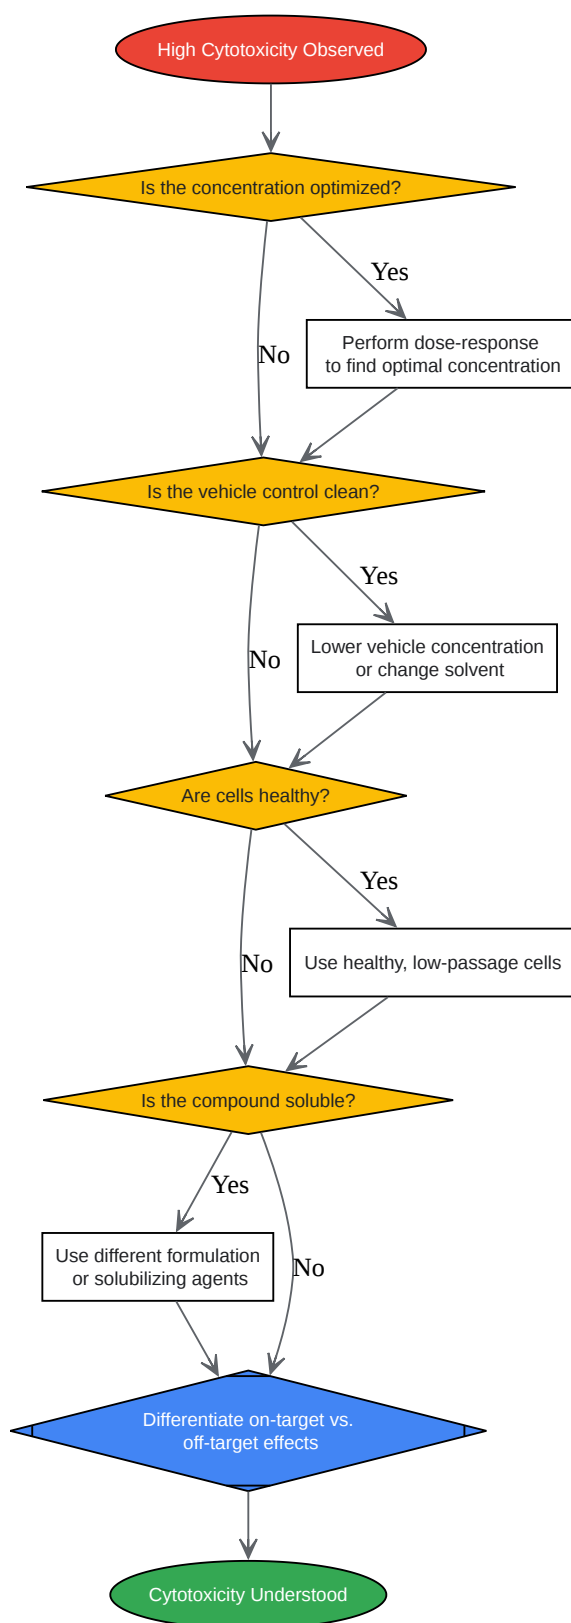 High Cytotoxicity Observed
Is the concentration optimized?
Yes
No
Perform dose-response
to find optimal concentration
Is the vehicle control clean?
Yes
No
Lower vehicle concentration
or change solvent
Are cells healthy?
Yes
No
Use healthy, low-passage cells
Is the compound soluble?
Yes
Use different formulation
or solubilizing agents
No
Differentiate on-target vs.
off-target effects
Cytotoxicity Understood